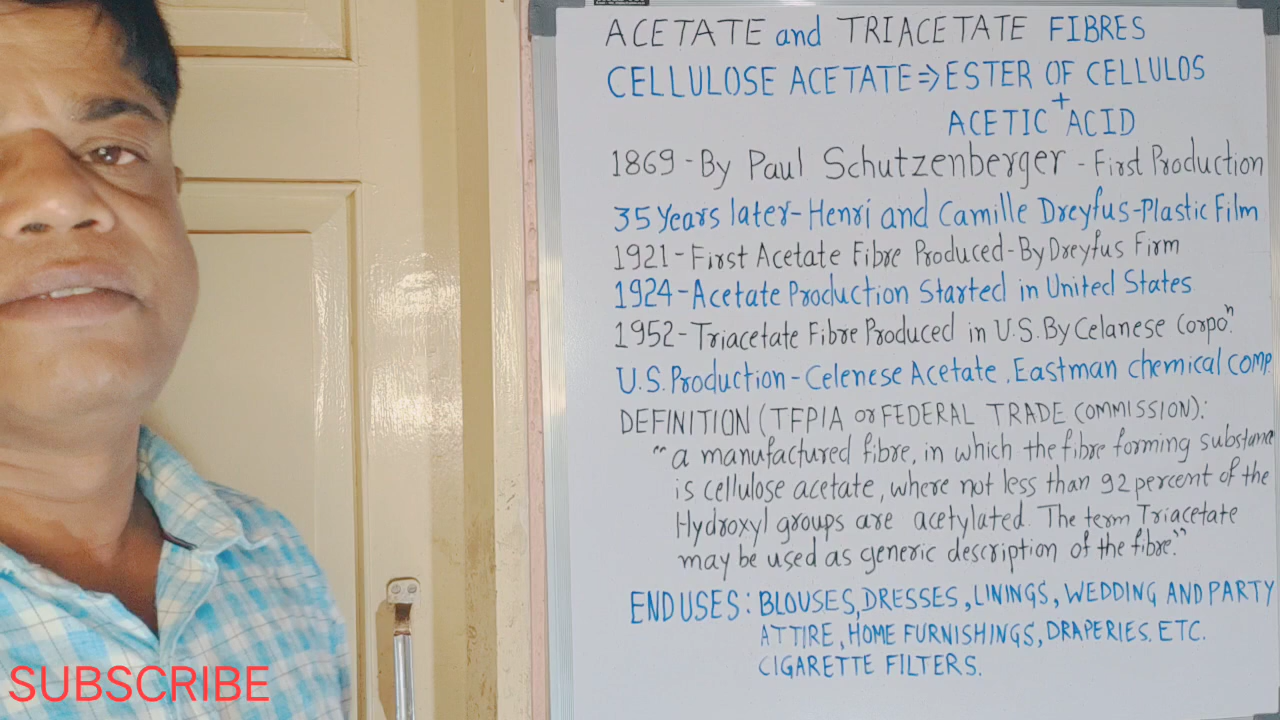 ACETATE and TRIACETATE FIBRES
CELLULOSE ACETATE⇒ESTER OF CELLULOS
+
ACETIC ACID
1869-By Paul Schutzenberger - First Production
35 Years later-Henri and Camille Dreyfus-Plastic Film
1921-First Acetate Fibre Produced-By Dreyfus Firm
1924-Acetate Production Started in United States
1952-Triacetate Fibre Produced in U.S. By Celanese Corpoⁿ.
U.S. Production-Celenese Acetate, Eastman chemical comp.
DEFINITION (TFPIA or FEDERAL TRADE COMMISSION):
"a manufactured fibre, in which the fibre forming substance
is cellulose acetate, where not less than 92 percent of the
Hydroxyl groups are acetylated. The term Triacetate
may be used as generic description of the fibre."
END USES: BLOUSES, DRESSES, LININGS, WEDDING AND PARTY
ATTIRE, HOME FURNISHINGS, DRAPERIES. ETC.
CIGARETTE FILTERS.
SUBSCRIBE